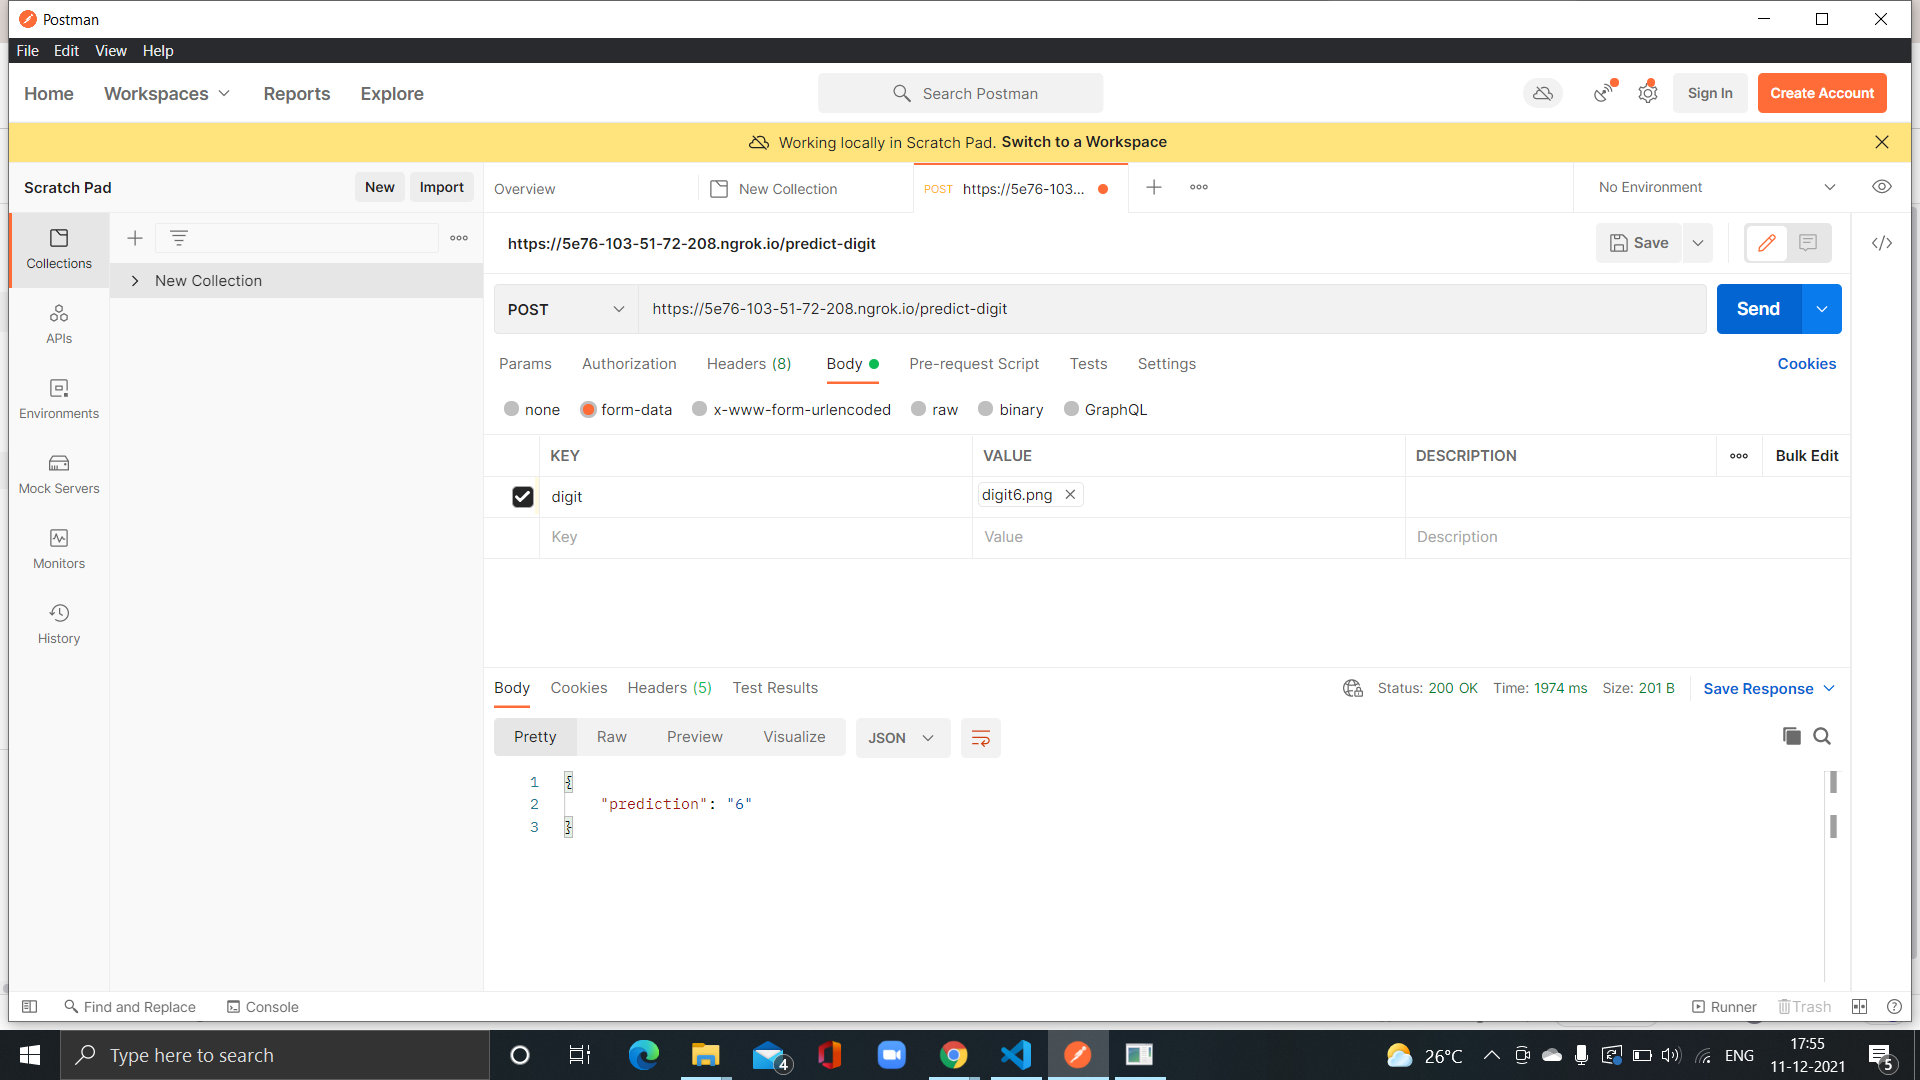 Postman
File Edit View Help
Home Workspaces Reports Explore Search Postman Sign In Create Account
Working locally in Scratch Pad. Switch to a Workspace
Scratch Pad New Import Overview New Collection POST https://5e76-103... No Environment
Collections
https://5e76-103-51-72-208.ngrok.io/predict-digit Save
New Collection
POST https://5e76-103-51-72-208.ngrok.io/predict-digit Send
APIs
Params Authorization Headers (8) Body Pre-request Script Tests Settings Cookies
Environments
none form-data x-www-form-urlencoded raw binary GraphQL
KEY VALUE DESCRIPTION Bulk Edit
Mock Servers
digit digit6.png
Key Value Description
Monitors
History
Body Cookies Headers (5) Test Results Status: 200 OK Time: 1974 ms Size: 201 B Save Response
Pretty Raw Preview Visualize JSON
1 {
2 "prediction": "6"
3 }
Find and Replace Console Runner Trash
Type here to search 4 26°C ENG 17:55
11-12-2021 5